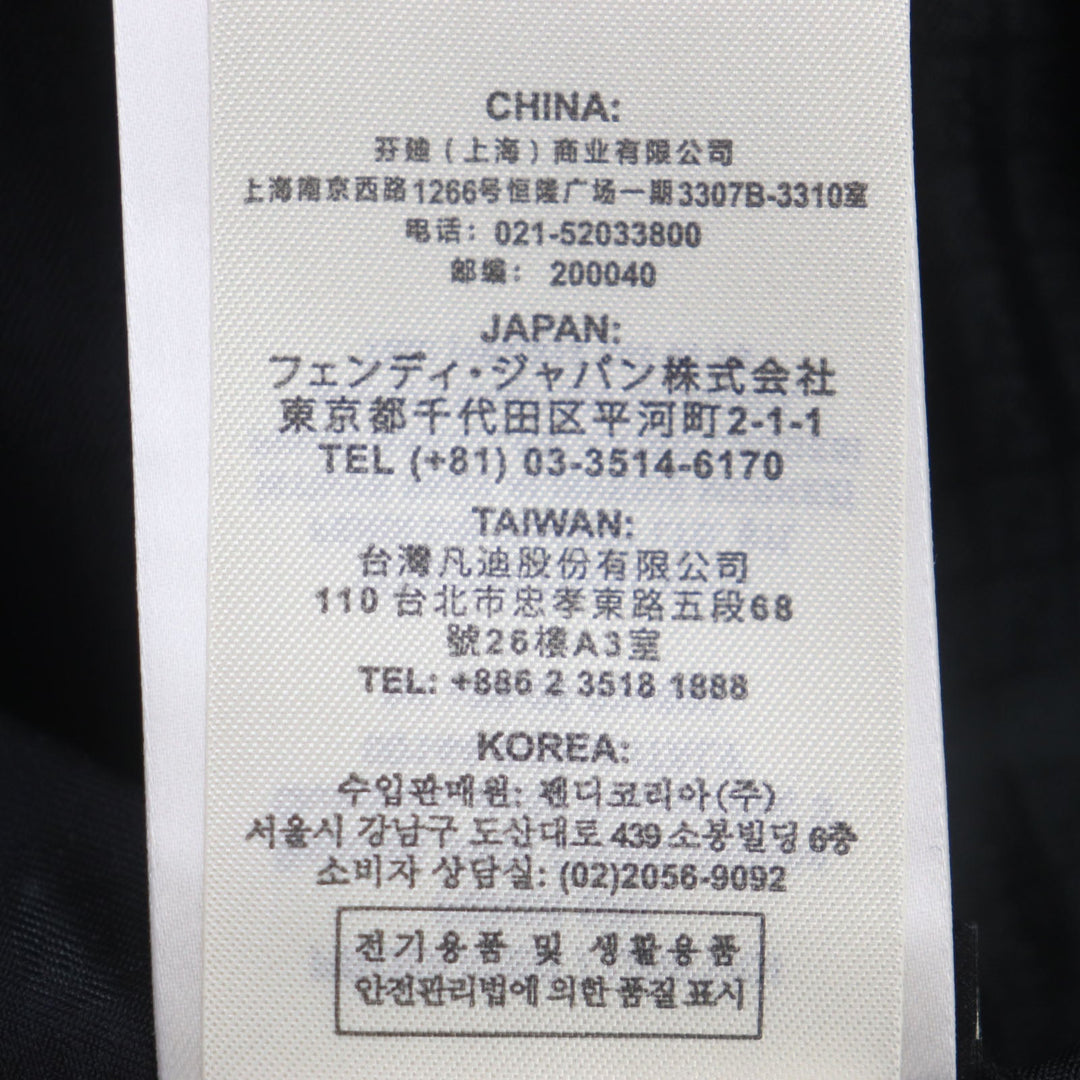 CHINA:
芬迪（上海）商业有限公司
上海南京西路1266号恒隆广场一期3307B-3310室
电话：021-52033800
邮编：200040
JAPAN:
フェンディ・ジャパン株式会社
東京都千代田区平河町2-1-1
TEL (+81) 03-3514-6170
TAIWAN:
台灣凡迪股份有限公司
110 台北市忠孝東路五段68
號26樓A3室
TEL: +886 2 3518 1888
KOREA:
수입판매원: 펜디코리아(주)
서울시 강남구 도산대로 439 소봉빌딩 6층
소비자 상담실: (02)2056-9092
전기용품 및 생활용품
안전관리법에 의한 품질 표시